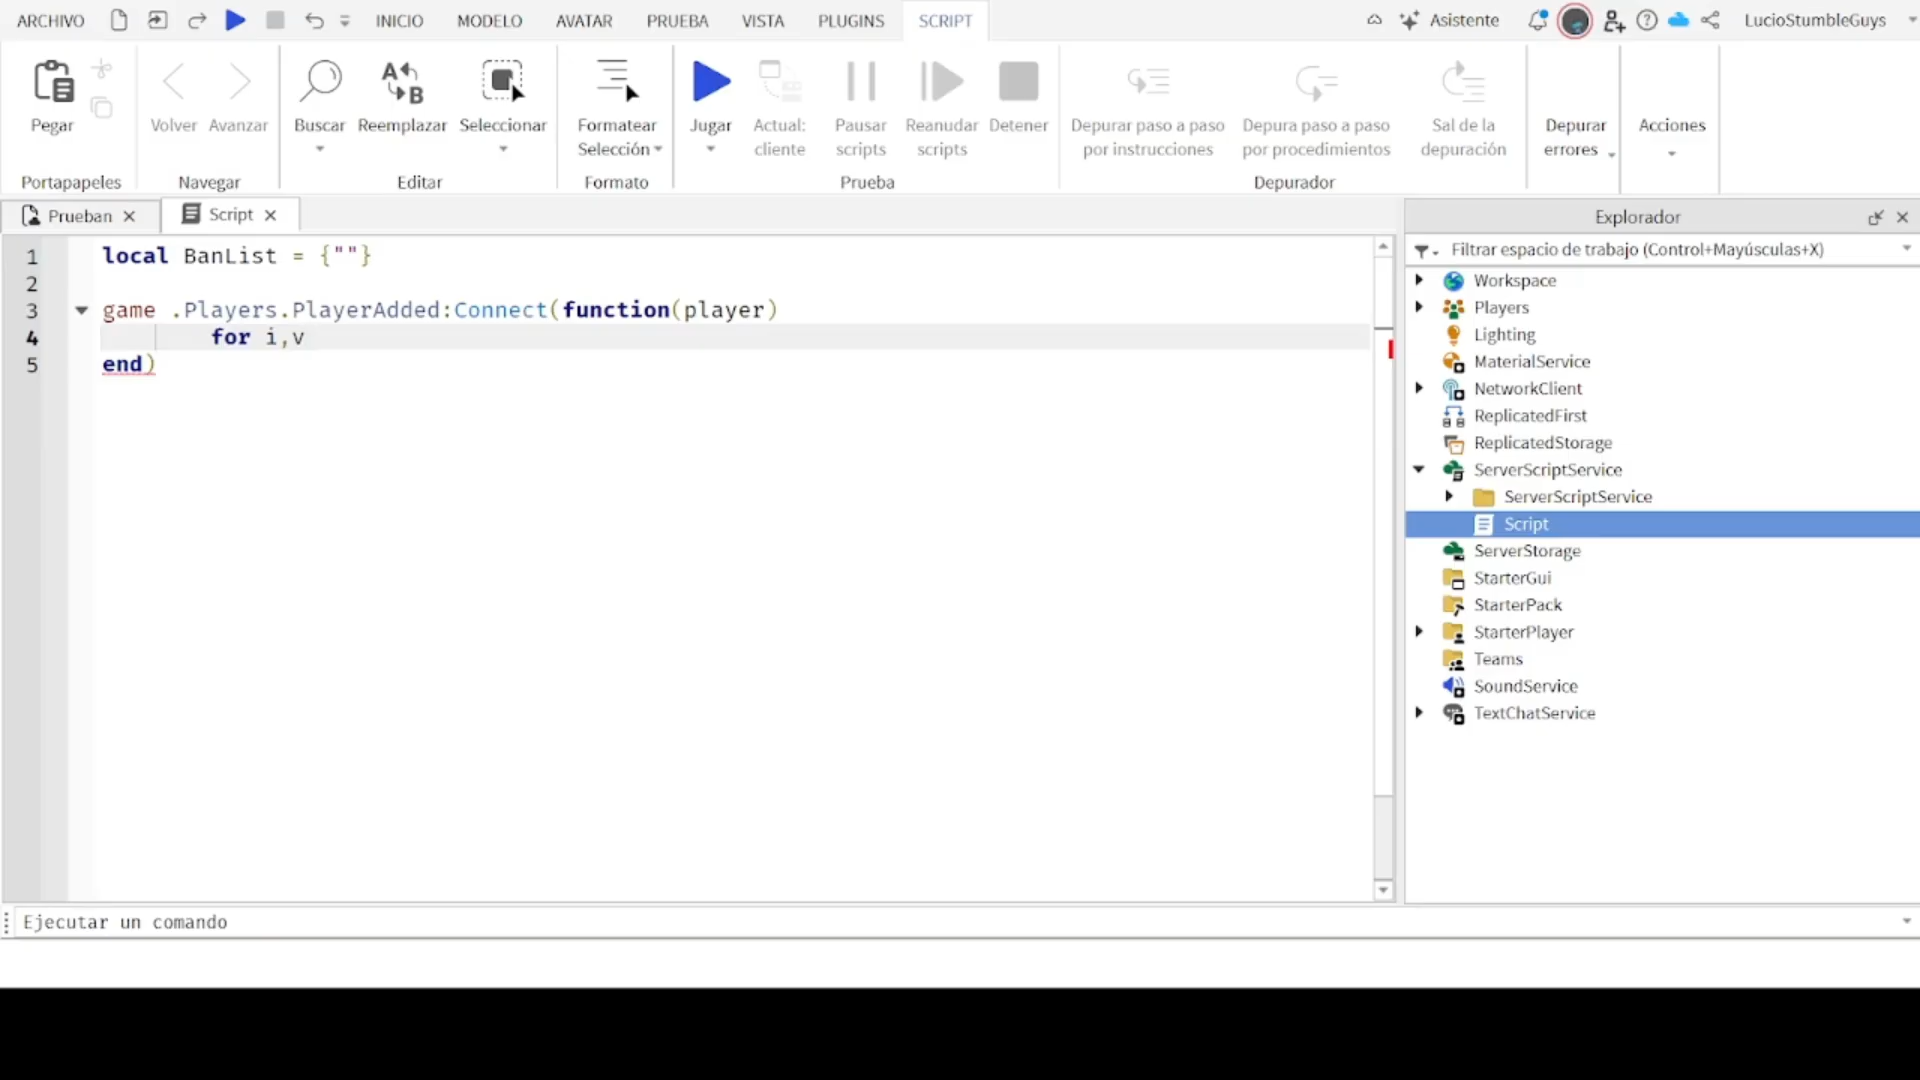 ARCHIVO INICIO MODELO AVATAR PRUEBA VISTA PLUGINS SCRIPT Asistente LucioStumbleGuys
Pegar
Portapapeles
Volver Avanzar
Navegar
Buscar Reemplazar Seleccionar
Editar
Formatear
Selección
Formato
Jugar
Actual:
cliente
Pausar
scripts
Reanudar
scripts
Detener
Prueba
Depurar paso a paso
por instrucciones
Depura paso a paso
por procedimientos
Sal de la
depuración
Depurador
Depurar
errores
Acciones
Prueban × Script ×
1 local BanList = {""}
2
3 game .Players.PlayerAdded:Connect(function(player)
4 for i,v
5 end)
Explorador
Filtrar espacio de trabajo (Control+Mayúsculas+X)
Workspace
Players
Lighting
MaterialService
NetworkClient
ReplicatedFirst
ReplicatedStorage
ServerScriptService
ServerScriptService
Script
ServerStorage
StarterGui
StarterPack
StarterPlayer
Teams
SoundService
TextChatService
Ejecutar un comando